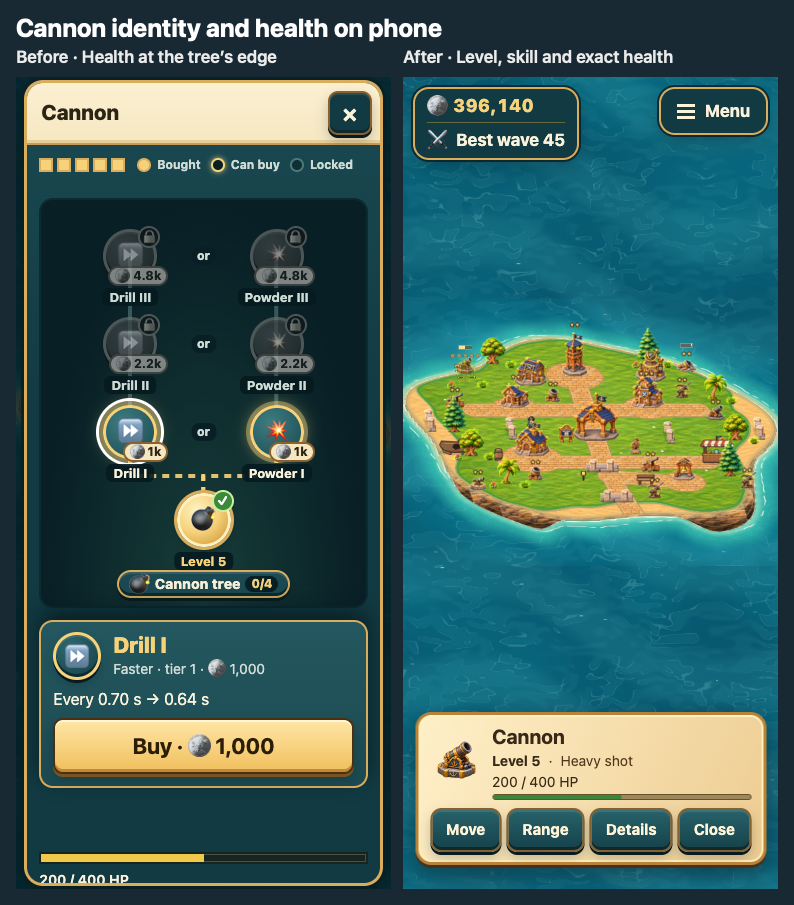 Cannon identity and health on phone
Before · Health at the tree's edge
After · Level, skill and exact health
Cannon
×
Bought
Can buy
Locked
4.8k
or
4.8k
Drill III
Powder III
2.2k
or
2.2k
Drill II
Powder II
1k
or
1k
Drill I
Powder I
Level 5
Cannon tree 0/4
Drill I
Faster · tier 1 · 1,000
Every 0.70 s → 0.64 s
Buy · 1,000
200 / 400 HP
396,140
Best wave 45
Menu
Cannon
Level 5 · Heavy shot
200 / 400 HP
Move
Range
Details
Close